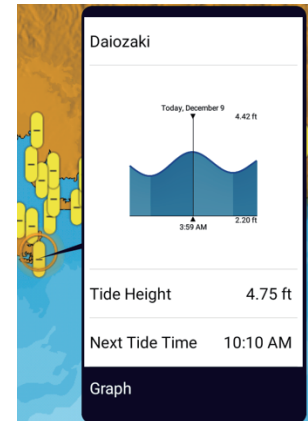 Daiozaki
Today, December 9
4.42 ft
3:59 AM
2.20 ft
Tide Height 4.75 ft
Next Tide Time 10:10 AM
Graph